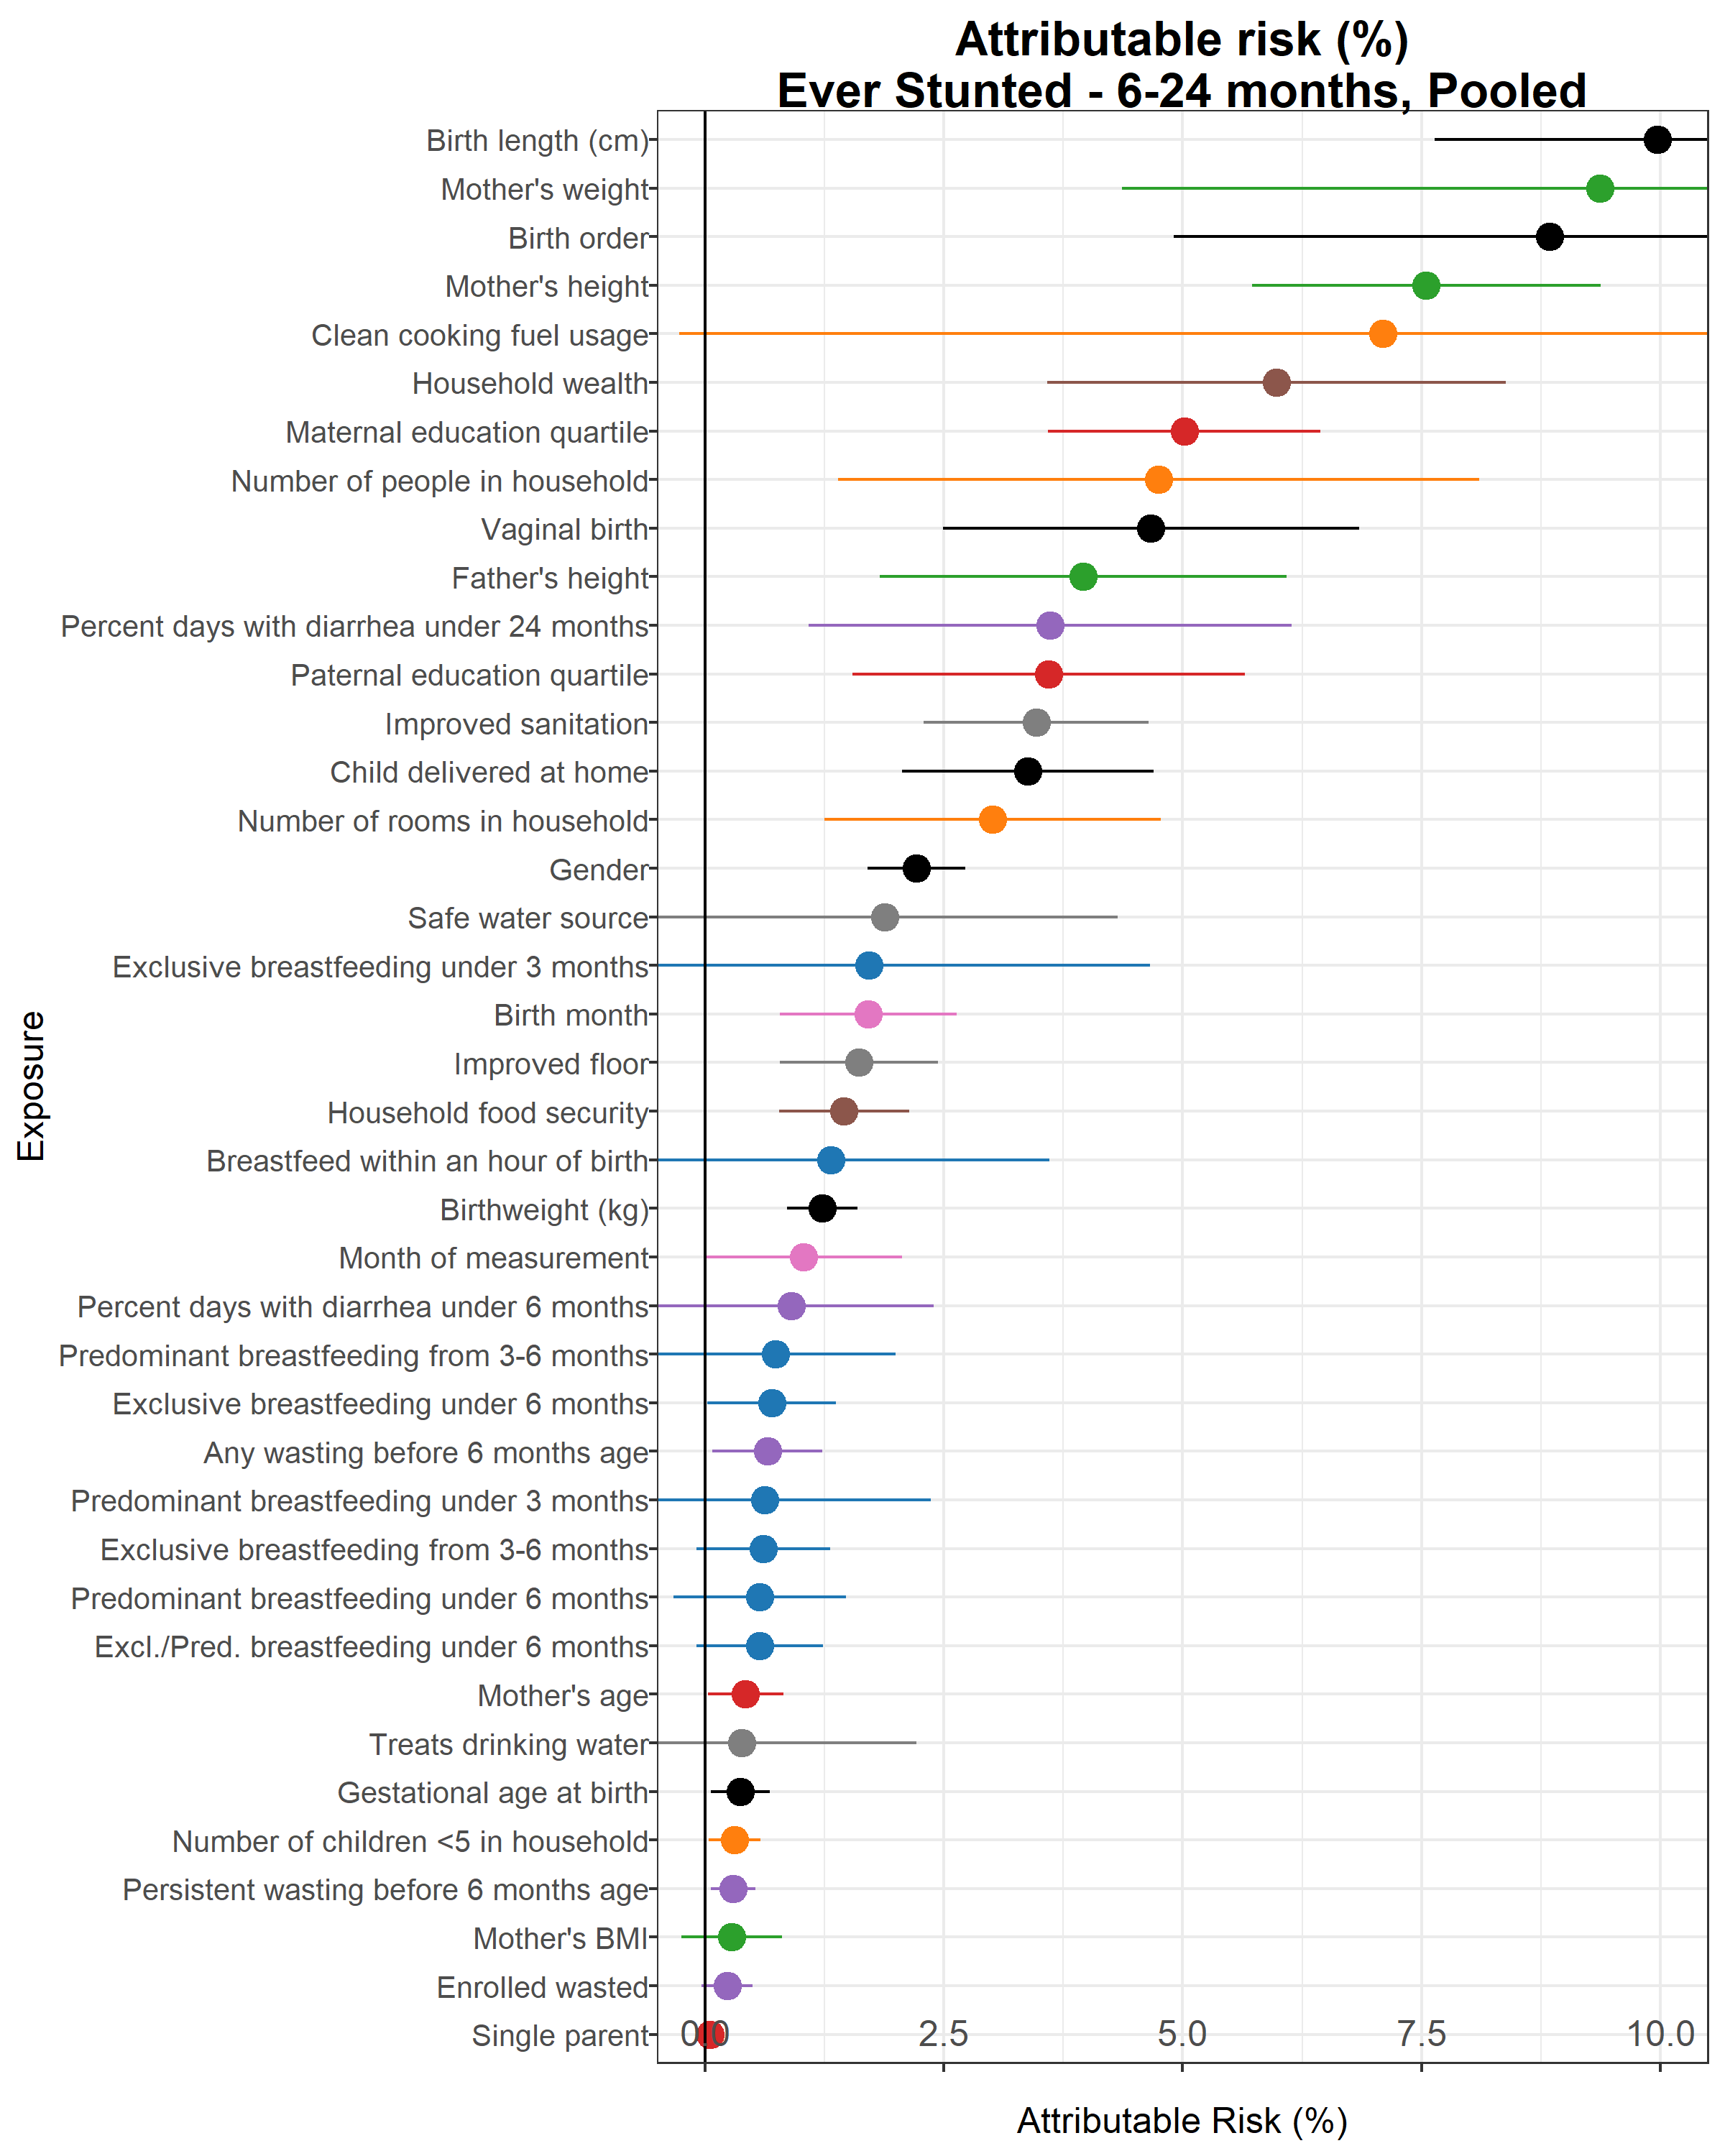 Attributable risk (%)
Ever Stunted - 6-24 months, Pooled
Birth length (cm)
Mother's weight
Birth order
Mother's height
Clean cooking fuel usage
Household wealth
Maternal education quartile
Number of people in household
Vaginal birth
Father's height
Percent days with diarrhea under 24 months
Paternal education quartile
Improved sanitation
Child delivered at home
Number of rooms in household
Gender
Safe water source
Exclusive breastfeeding under 3 months
Birth month
Improved floor
Household food security
Breastfeed within an hour of birth
Birthweight (kg)
Month of measurement
Percent days with diarrhea under 6 months
Predominant breastfeeding from 3-6 months
Exclusive breastfeeding under 6 months
Any wasting before 6 months age
Predominant breastfeeding under 3 months
Exclusive breastfeeding from 3-6 months
Predominant breastfeeding under 6 months
Excl./Pred. breastfeeding under 6 months
Mother's age
Treats drinking water
Gestational age at birth
Number of children <5 in household
Persistent wasting before 6 months age
Mother's BMI
Enrolled wasted
Single parent
Exposure
0.0 2.5 5.0 7.5 10.0
Attributable Risk (%)